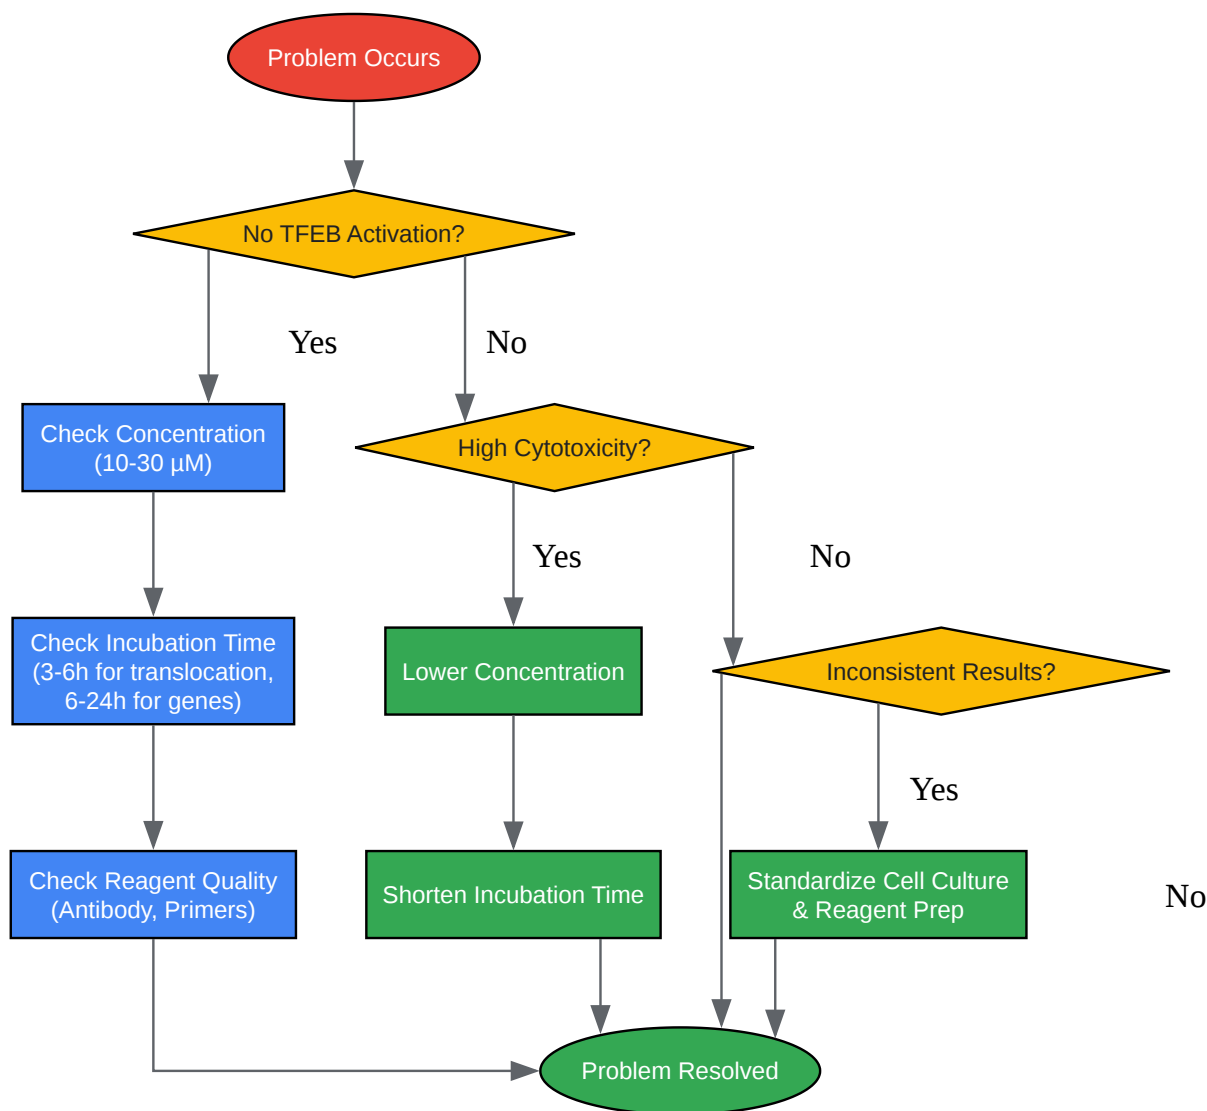 Problem Occurs
No TFEB Activation?
Yes
No
Check Concentration
(10-30 µM)
High Cytotoxicity?
Yes
No
Check Incubation Time
(3-6h for translocation,
6-24h for genes)
Lower Concentration
Inconsistent Results?
Yes
Check Reagent Quality
(Antibody, Primers)
Shorten Incubation Time
Standardize Cell Culture
& Reagent Prep
No
Problem Resolved